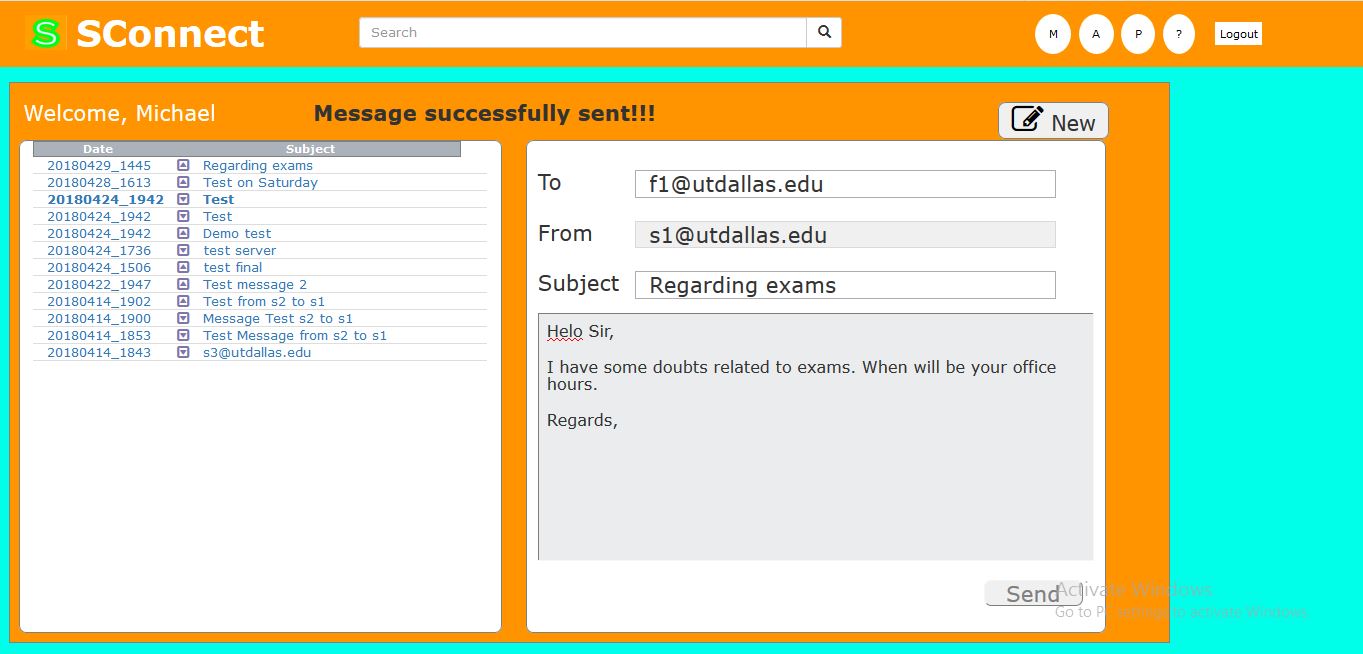 S SConnect Search M A P ? Logout
Welcome, Michael Message successfully sent!!! New
Date Subject
20180429_1445 Regarding exams
20180428_1613 Test on Saturday
20180424_1942 Test
20180424_1942 Test
20180424_1942 Demo test
20180424_1736 test server
20180424_1506 test final
20180422_1947 Test message 2
20180414_1902 Test from s2 to s1
20180414_1900 Message Test s2 to s1
20180414_1853 Test Message from s2 to s1
20180414_1843 s3@utdallas.edu
To f1@utdallas.edu
From s1@utdallas.edu
Subject Regarding exams
Helo Sir,
I have some doubts related to exams. When will be your office
hours.
Regards,
Send
Activate Windows
Go to PC settings to activate Windows.